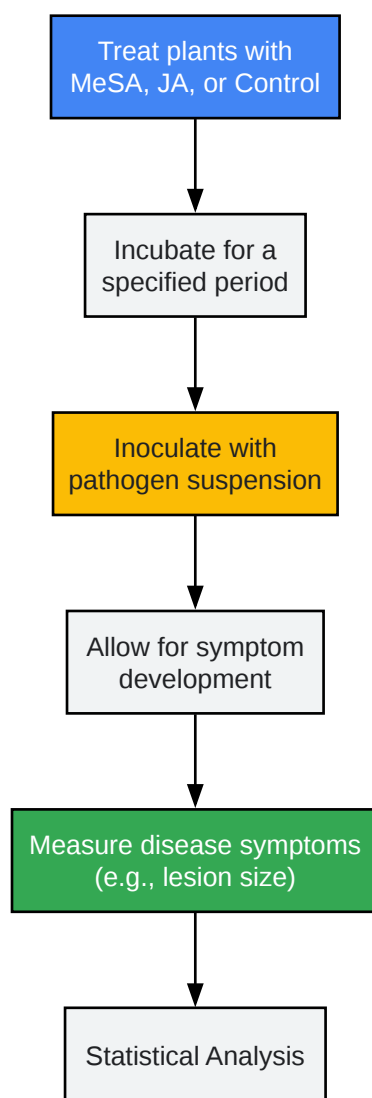 Treat plants with
MeSA, JA, or Control
Incubate for a
specified period
Inoculate with
pathogen suspension
Allow for symptom
development
Measure disease symptoms
(e.g., lesion size)
Statistical Analysis